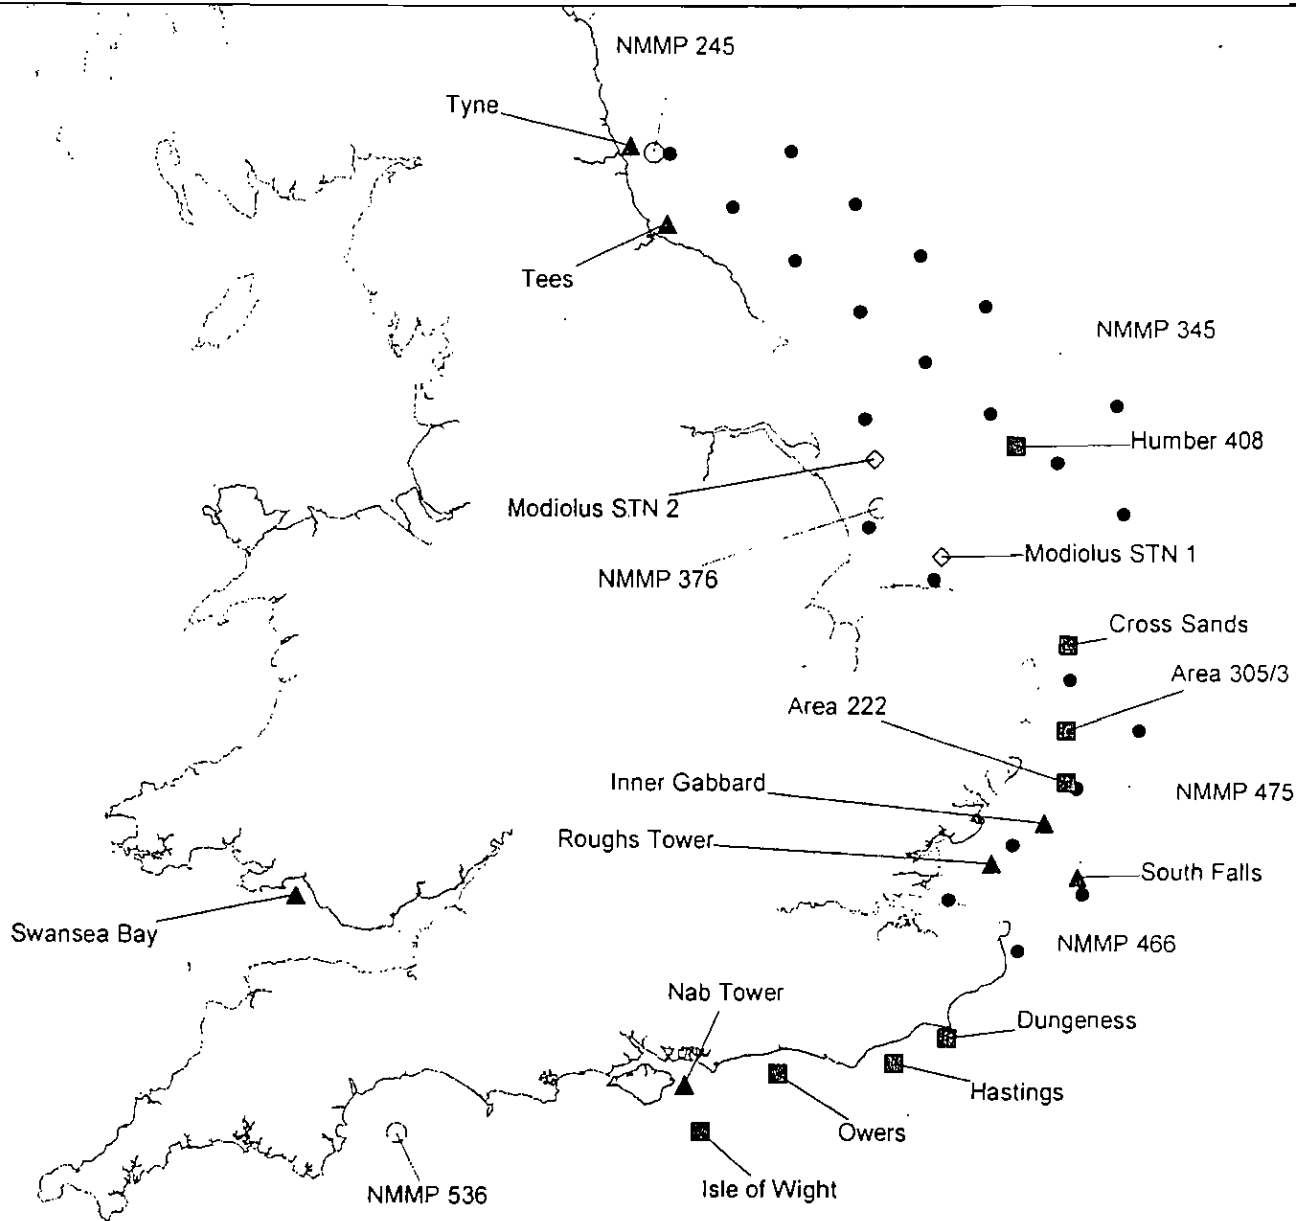 NMMP 245
Tyne
Tees
NMMP 345
Humber 408
Modiolus STN 2
Modiolus STN 1
NMMP 376
Cross Sands
Area 305/3
Area 222
Inner Gabbard
NMMP 475
Roughs Tower
South Falls
Swansea Bay
NMMP 466
Nab Tower
Dungeness
Hastings
Owers
NMMP 536
Isle of Wight